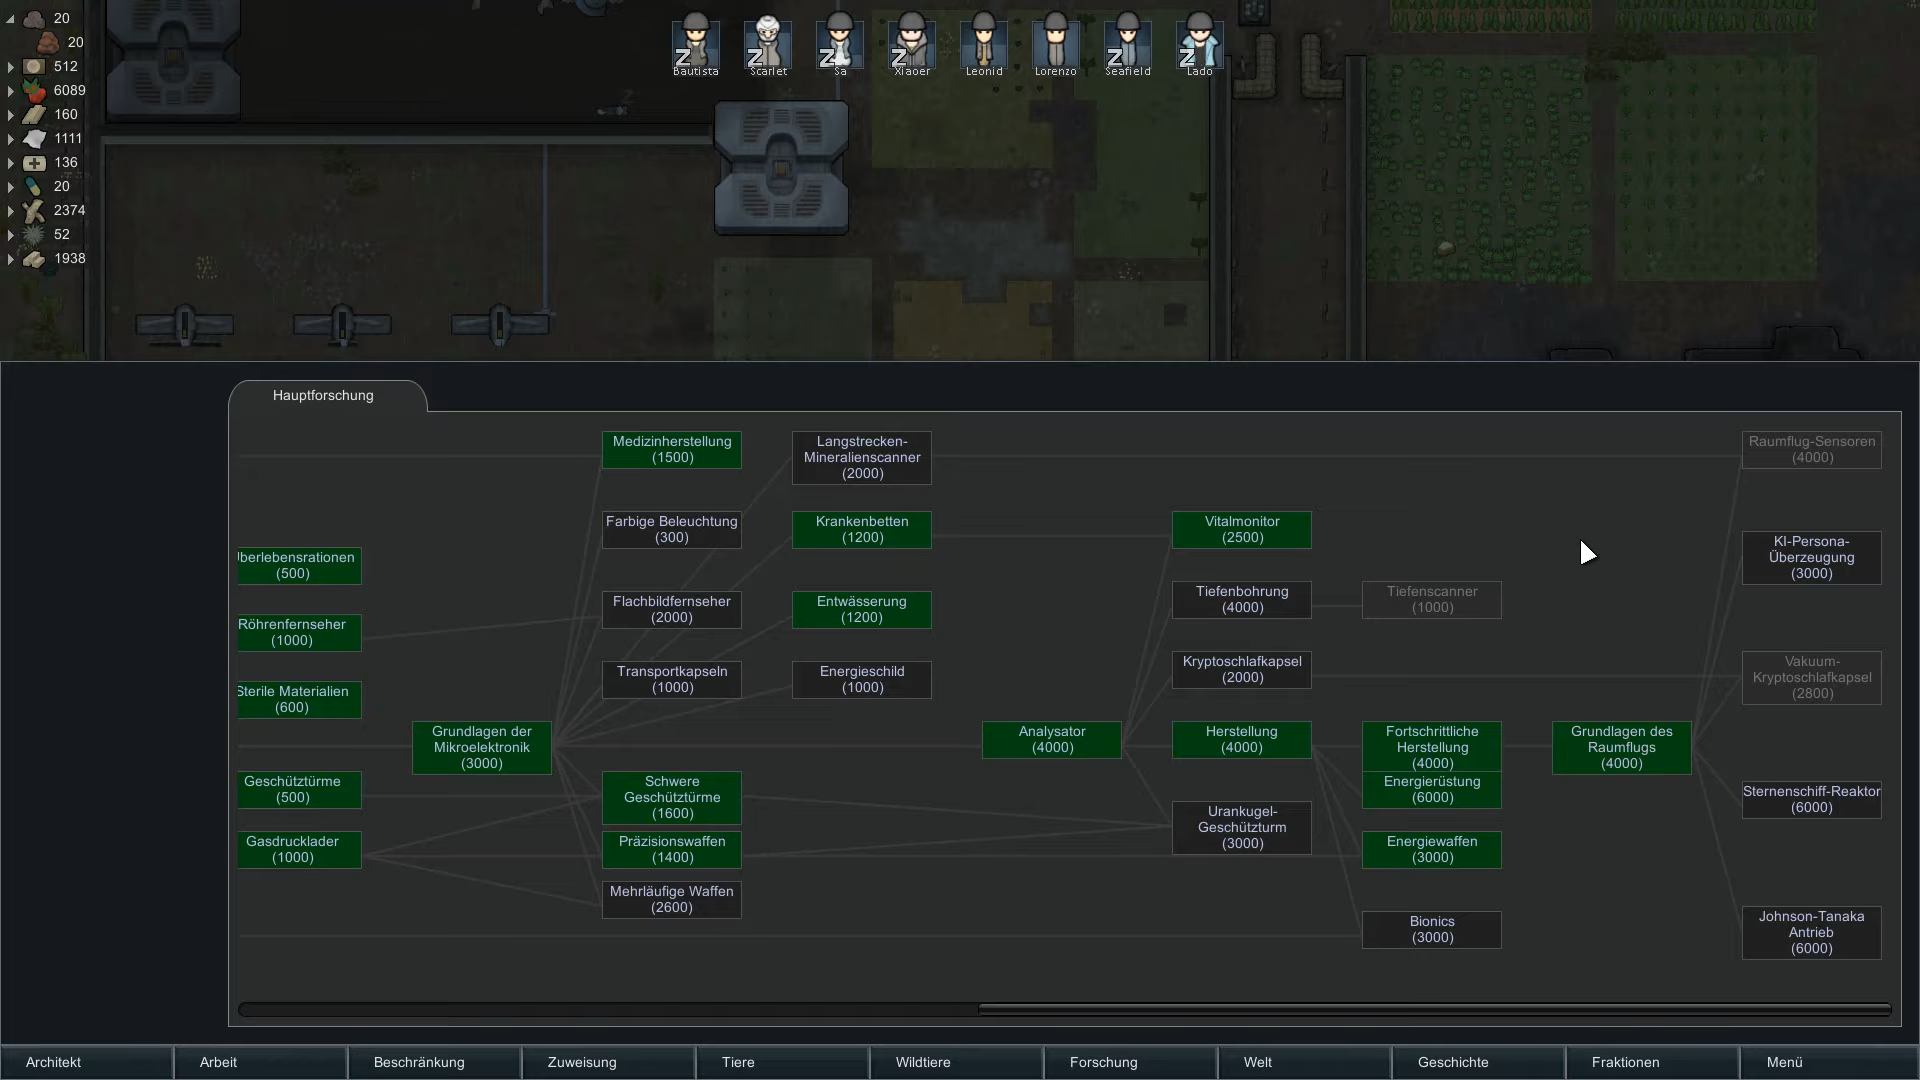 20
20
512
6089
160
1111
136
20
2374
52
1938
Bautista
Scarlet
Sa
Xiaoer
Leonid
Lorenzo
Seafield
Lado
Hauptforschung
Medizinherstellung
(1500)
Langstrecken-
Mineralienscanner
(2000)
Raumflug-Sensoren
(4000)
Farbige Beleuchtung
(300)
Krankenbetten
(1200)
Vitalmonitor
(2500)
KI-Persona-
Überzeugung
(3000)
Überlebensrationen
(500)
Flachbildfernseher
(2000)
Entwässerung
(1200)
Tiefenbohrung
(4000)
Tiefenscanner
(1000)
Röhrenfernseher
(1000)
Transportkapseln
(1000)
Energieschild
(1000)
Kryptoschlafkapsel
(2000)
Vakuum-
Kryptoschlafkapsel
(2800)
Sterile Materialien
(600)
Grundlagen der
Mikroelektronik
(3000)
Analysator
(4000)
Herstellung
(4000)
Fortschrittliche
Herstellung
(4000)
Grundlagen des
Raumflugs
(4000)
Geschütztürme
(500)
Schwere
Geschütztürme
(1600)
Energierüstung
(6000)
Sternenschiff-Reaktor
(6000)
Urankugel-
Geschützturm
(3000)
Gasdrucklader
(1000)
Präzisionswaffen
(1400)
Energiewaffen
(3000)
Mehrläufige Waffen
(2600)
Bionics
(3000)
Johnson-Tanaka
Antrieb
(6000)
Architekt
Arbeit
Beschränkung
Zuweisung
Tiere
Wildtiere
Forschung
Welt
Geschichte
Fraktionen
Menü